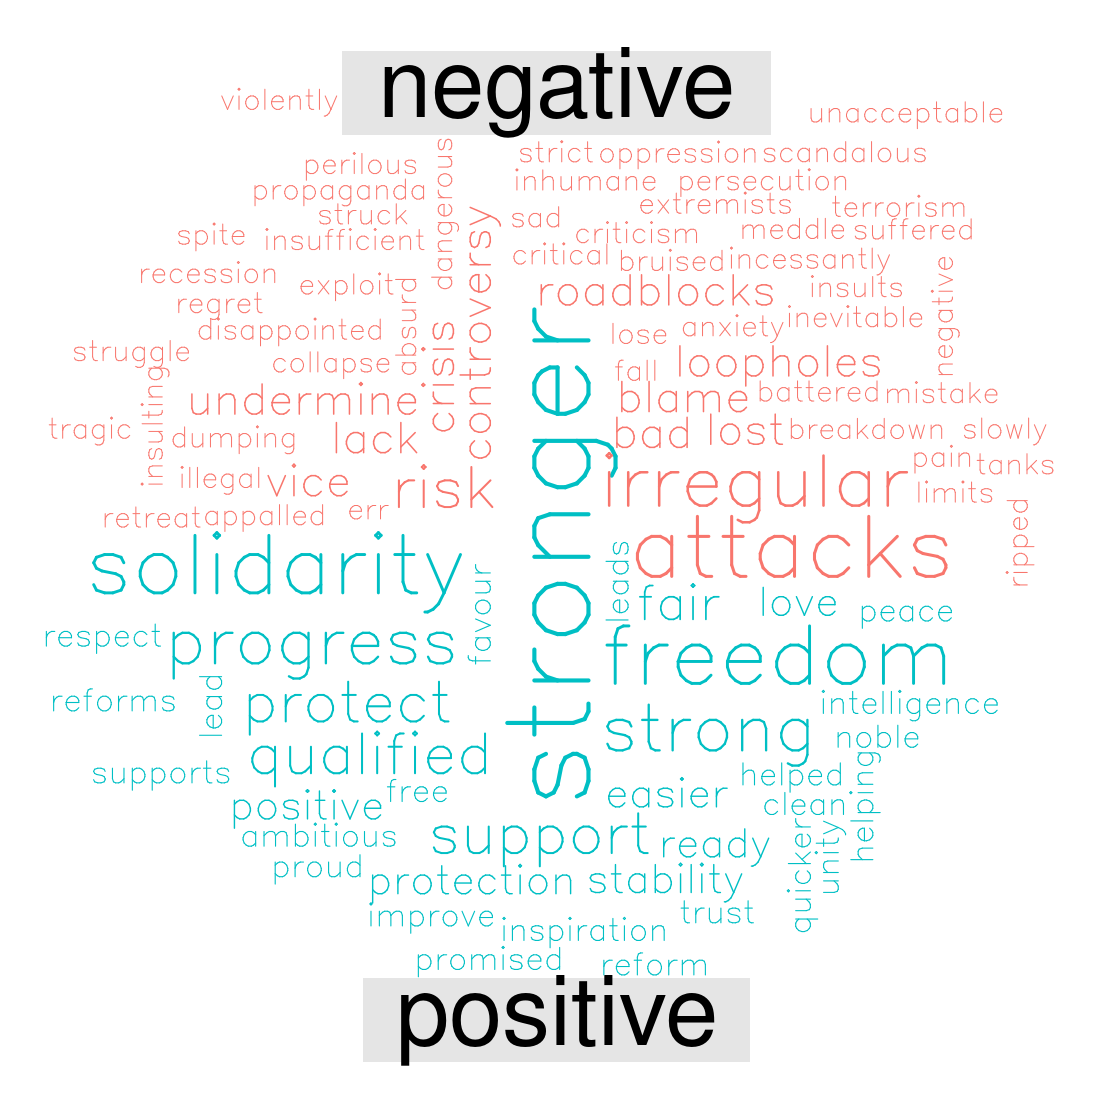 negative
violently
unacceptable
perilous
dangerous
strict
oppression
scandalous
propaganda
inhumane
persecution
struck
controversy
sad
extremists
terrorism
spite
insufficient
criticism
meddle
suffered
critical
bruised
incessantly
recession
exploit
absurd
roadblocks
insults
negative
regret
disappointed
crisis
stronger
lose
anxiety
inevitable
struggle
collapse
fall
loopholes
insulting
undermine
blame
battered
mistake
tragic
dumping
lack
bad
lost
breakdown
slowly
illegal
vice
risk
irregular
pain
tanks
limits
retreat
appalled
err
ripped
attacks
solidarity
favour
leads
fair
love
peace
respect
progress
freedom
reforms
lead
protect
intelligence
strong
noble
qualified
supports
helped
helping
positive
free
easier
clean
ambitious
support
ready
quicker
unity
proud
protection
stability
improve
inspiration
trust
promised
reform
positive